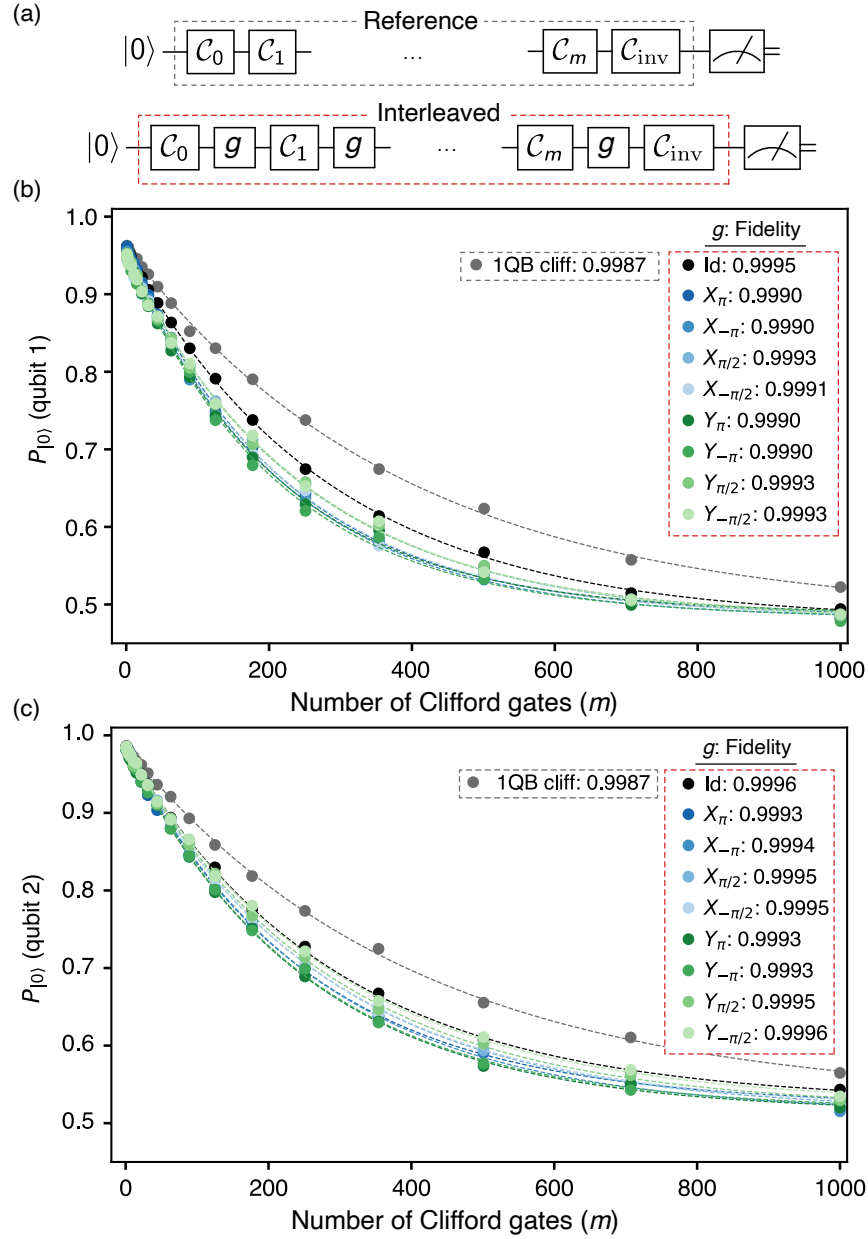 (a)
Reference
|0⟩ C₀ C₁ ... Cₘ C_inv
Interleaved
|0⟩ C₀ g C₁ g ... Cₘ g C_inv
(b)
1.0
0.9
0.8
0.7
0.6
0.5
P|0⟩ (qubit 1)
1QB cliff: 0.9987
g: Fidelity
Id: 0.9995
Xπ: 0.9990
X−π: 0.9990
Xπ/2: 0.9993
X−π/2: 0.9991
Yπ: 0.9990
Y−π: 0.9990
Yπ/2: 0.9993
Y−π/2: 0.9993
0 200 400 600 800 1000
Number of Clifford gates (m)
(c)
1.0
0.9
0.8
0.7
0.6
0.5
P|0⟩ (qubit 2)
1QB cliff: 0.9987
g: Fidelity
Id: 0.9996
Xπ: 0.9993
X−π: 0.9994
Xπ/2: 0.9995
X−π/2: 0.9995
Yπ: 0.9993
Y−π: 0.9993
Yπ/2: 0.9995
Y−π/2: 0.9996
0 200 400 600 800 1000
Number of Clifford gates (m)